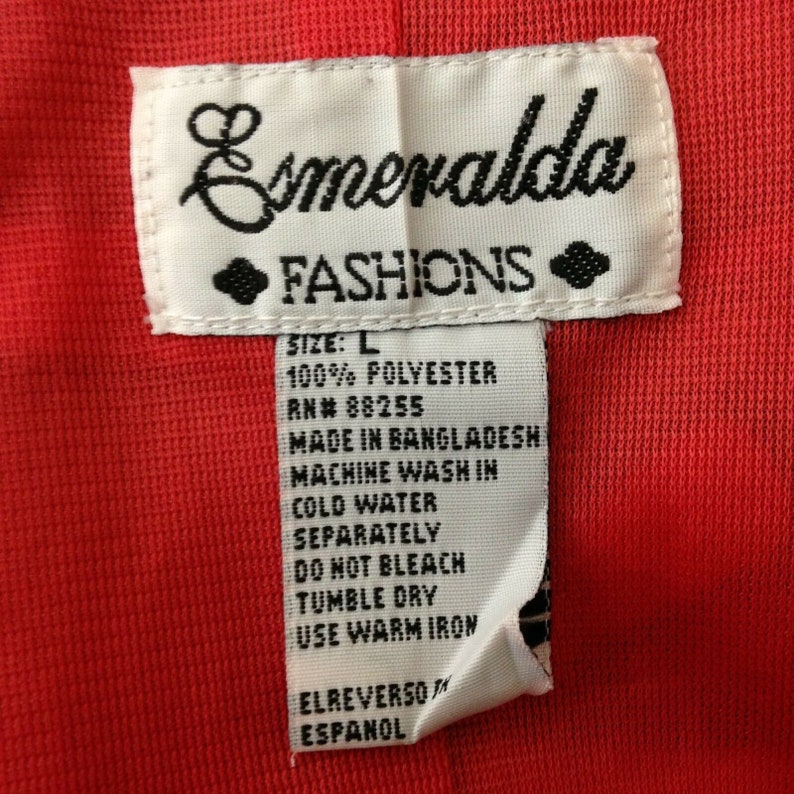 Esmeralda
FASHIONS
SIZE: L
100% POLYESTER
RN# 88255
MADE IN BANGLADESH
MACHINE WASH IN
COLD WATER
SEPARATELY
DO NOT BLEACH
TUMBLE DRY
USE WARM IRON
ELREVERSO
ESPANOL